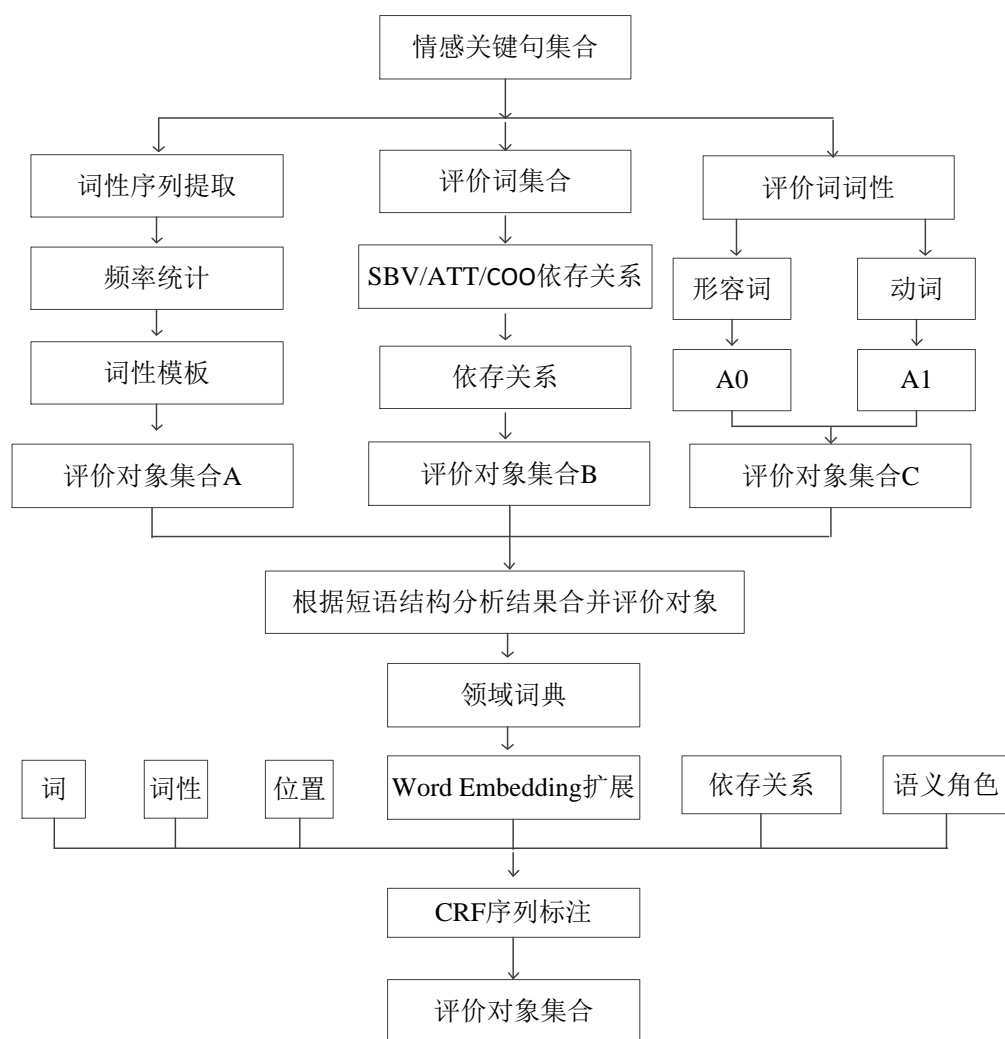 情感关键句集合
词性序列提取
评价词集合
评价词词性
频率统计
SBV/ATT/COO依存关系
形容词
动词
词性模板
依存关系
A0
A1
评价对象集合A
评价对象集合B
评价对象集合C
根据短语结构分析结果合并评价对象
领域词典
词
词性
位置
Word Embedding扩展
依存关系
语义角色
CRF序列标注
评价对象集合